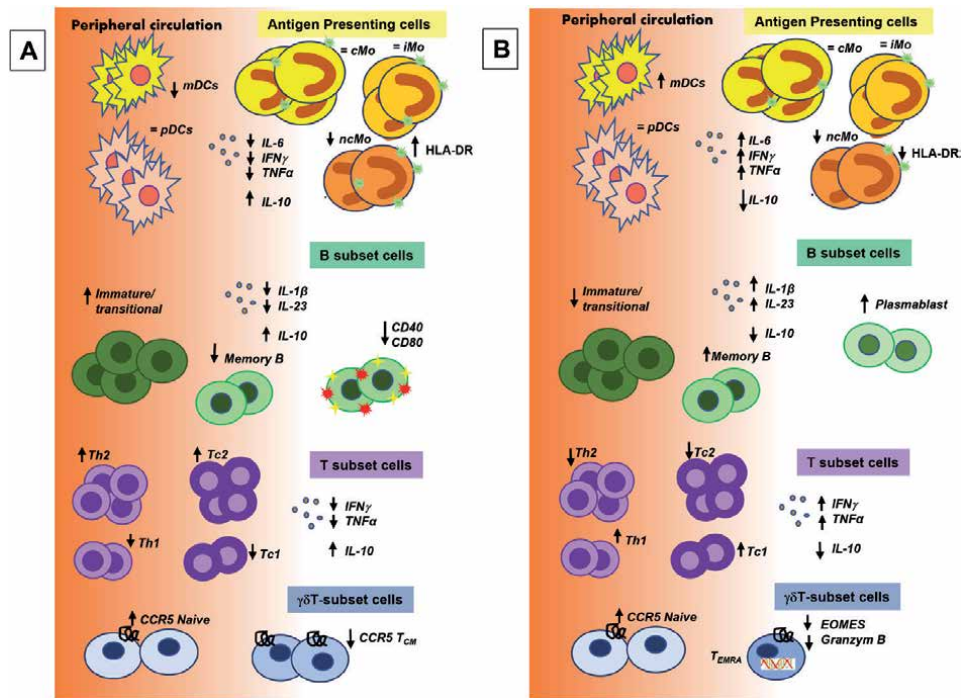 A
Peripheral circulation
Antigen Presenting cells
↓ mDCs
= cMo
= iMo
= pDCs
↓ IL-6
↓ IFNγ
↓ TNFα
↑ IL-10
↓ ncMo
↑ HLA-DR
B subset cells
↑ Immature/
transitional
↓ IL-1β
↓ IL-23
↑ IL-10
↓ Memory B
↓ CD40
CD80
T subset cells
↑ Th2
↑ Tc2
↓ IFNγ
↓ TNFα
↑ IL-10
↓ Th1
↓ Tc1
γδT-subset cells
↑ CCR5 Naive
↓ CCR5 TCM
B
Peripheral circulation
Antigen Presenting cells
↑ mDCs
= cMo
= iMo
= pDCs
↑ IL-6
↑ IFNγ
↑ TNFα
↓ IL-10
↓ ncMo
↓ HLA-DR:
B subset cells
↓ Immature/
transitional
↑ IL-1β
↑ IL-23
↓ IL-10
↑ Memory B
↑ Plasmablast
T subset cells
↓ Th2
↓ Tc2
↑ IFNγ
↑ TNFα
↓ IL-10
↑ Th1
↑ Tc1
γδT-subset cells
↑ CCR5 Naive
TEMRA
↓ EOMES
↓ Granzym B